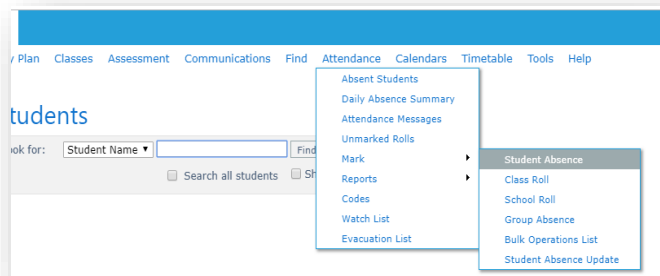 y Plan Classes Assessment Communications Find Attendance Calendars Timetable Tools Help
tudents
ook for: Student Name Find
Search all students Sh
Absent Students
Daily Absence Summary
Attendance Messages
Unmarked Rolls
Mark
Reports
Codes
Watch List
Evacuation List
Student Absence
Class Roll
School Roll
Group Absence
Bulk Operations List
Student Absence Update